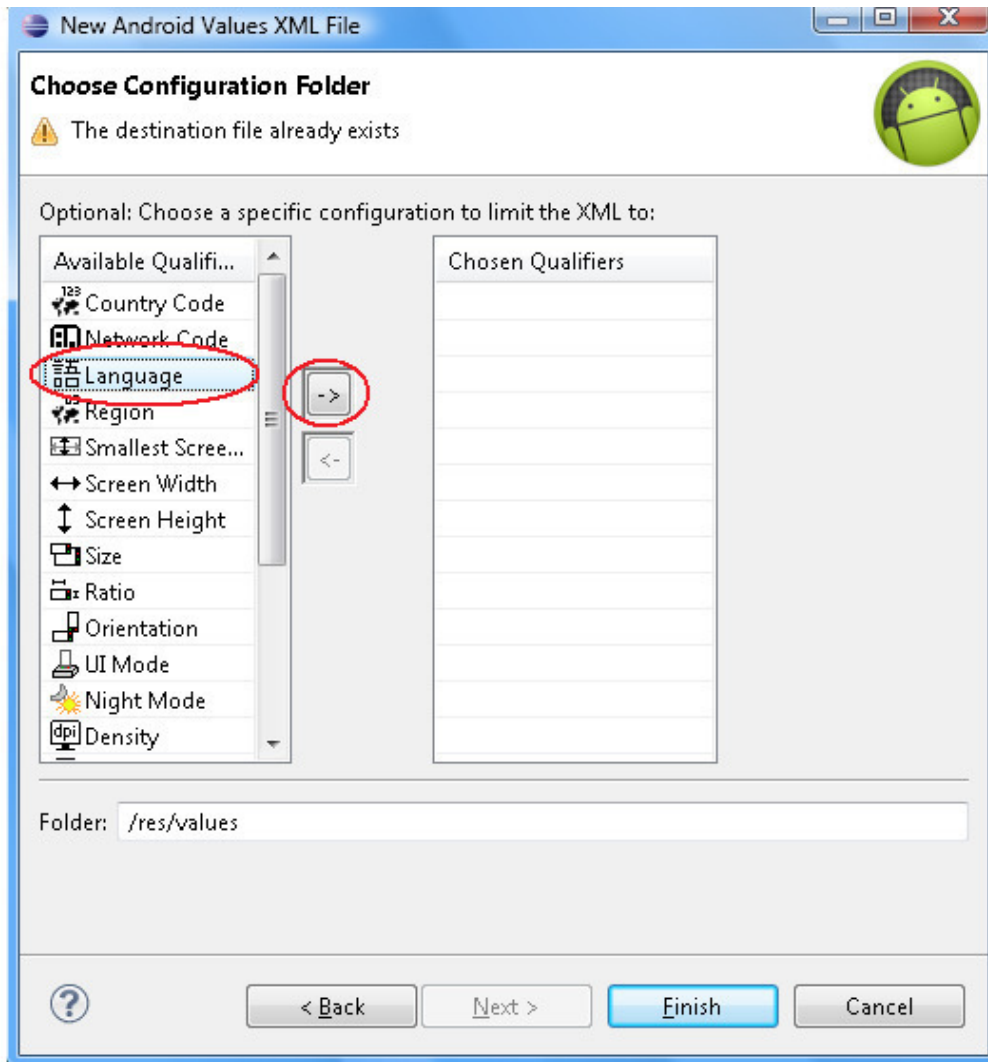 New Android Values XML File
Choose Configuration Folder
The destination file already exists
Optional: Choose a specific configuration to limit the XML to:
Available Qualifi...
Chosen Qualifiers
123
Country Code
Network Code
語 Language
Region
Smallest Scree...
Screen Width
Screen Height
Size
Ratio
Orientation
UI Mode
Night Mode
dpi Density
->
<-
Folder: /res/values
?
< Back
Next >
Finish
Cancel